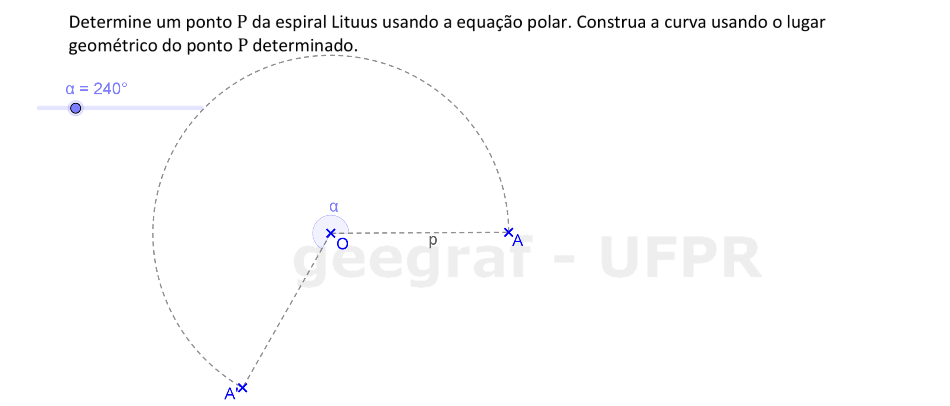 Determine um ponto P da espiral Lituus usando a equação polar. Construa a curva usando o lugar
geométrico do ponto P determinado.
α = 240°
α
O
p
A
geegraf - UFPR
A'